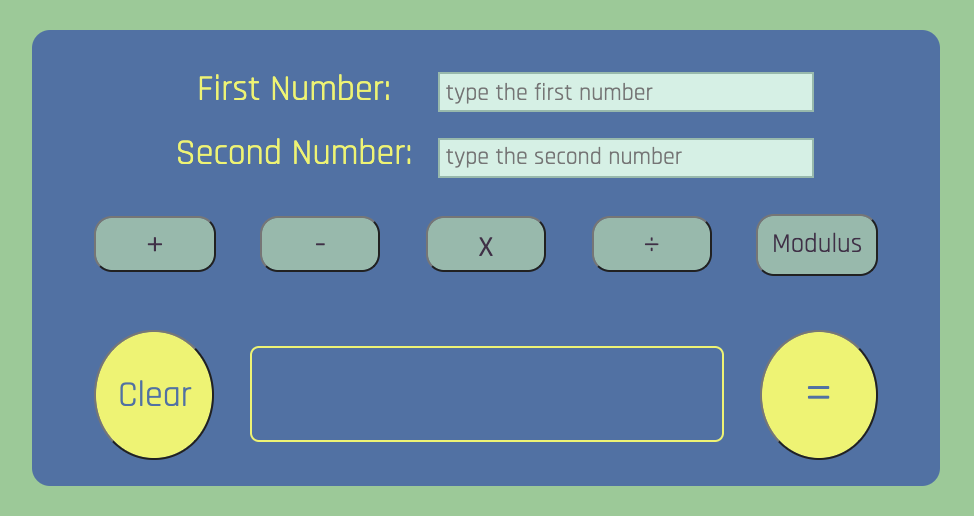 First Number: type the first number
Second Number: type the second number
+ - X ÷ Modulus
Clear =